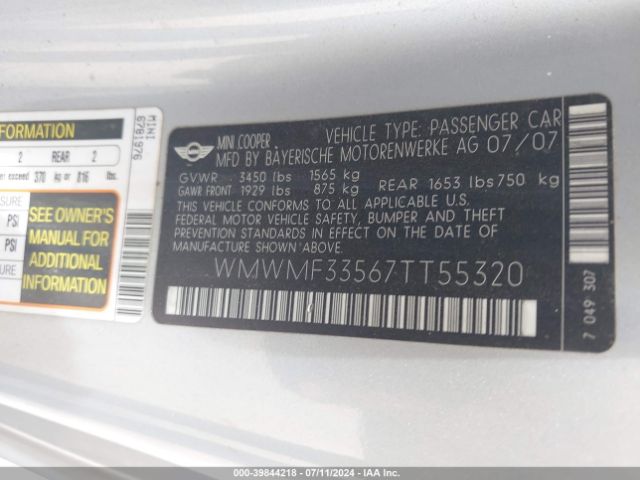 FORMATION
2 REAR 2
exceed 370 kg or 816 lbs.
PSI
PSI
SEE OWNER'S
MANUAL FOR
ADDITIONAL
INFORMATION
MINI
6781976
MINI COOPER VEHICLE TYPE: PASSENGER CAR
MFD BY BAYERISCHE MOTORENWERKE AG 07/07
GVWR 3450 lbs 1565 kg
GAWR FRONT 1929 lbs 875 kg REAR 1653 lbs 750 kg
THIS VEHICLE CONFORMS TO ALL APPLICABLE U.S.
FEDERAL MOTOR VEHICLE SAFETY, BUMPER AND THEFT
PREVENTION STANDARDS IN EFFECT ON THE DATE OF
MANUFACTURE SHOWN ABOVE.
WMWMF33567TT55320
7 049 307
000-39844218 - 07/11/2024 - IAA Inc.